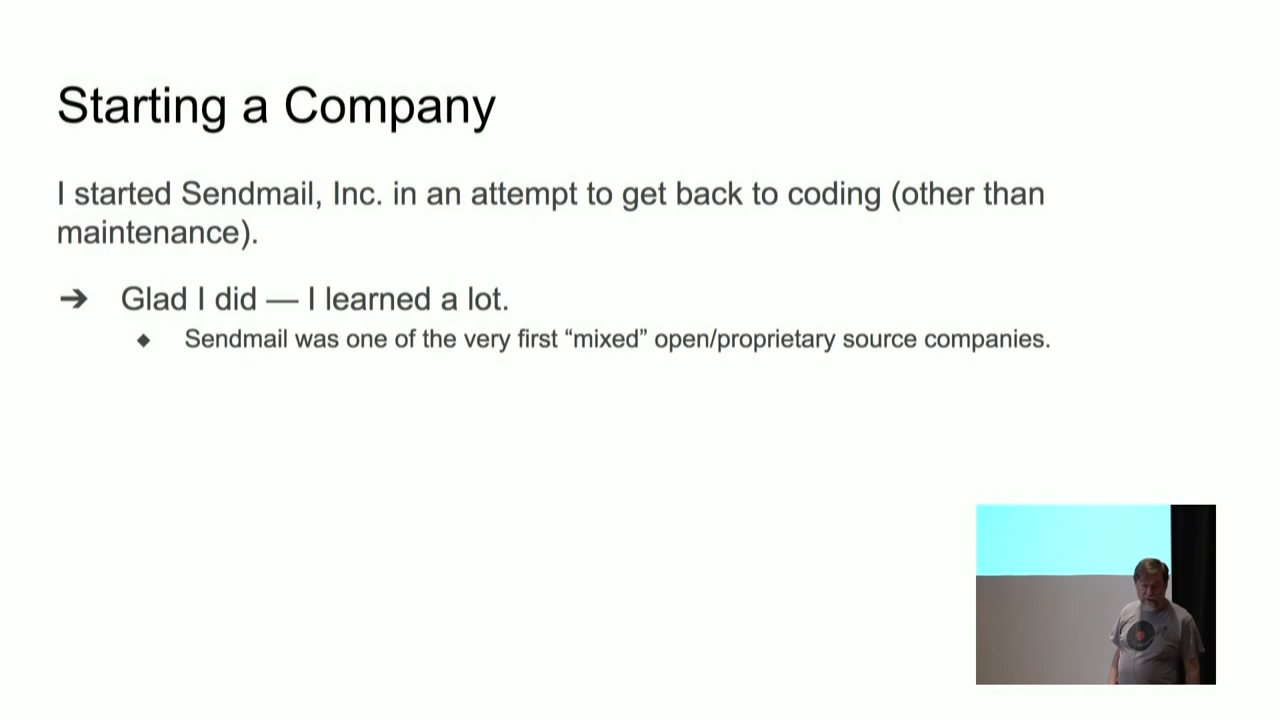 Starting a Company
I started Sendmail, Inc. in an attempt to get back to coding (other than
maintenance).
➔ Glad I did — I learned a lot.
◆ Sendmail was one of the very first “mixed” open/proprietary source companies.